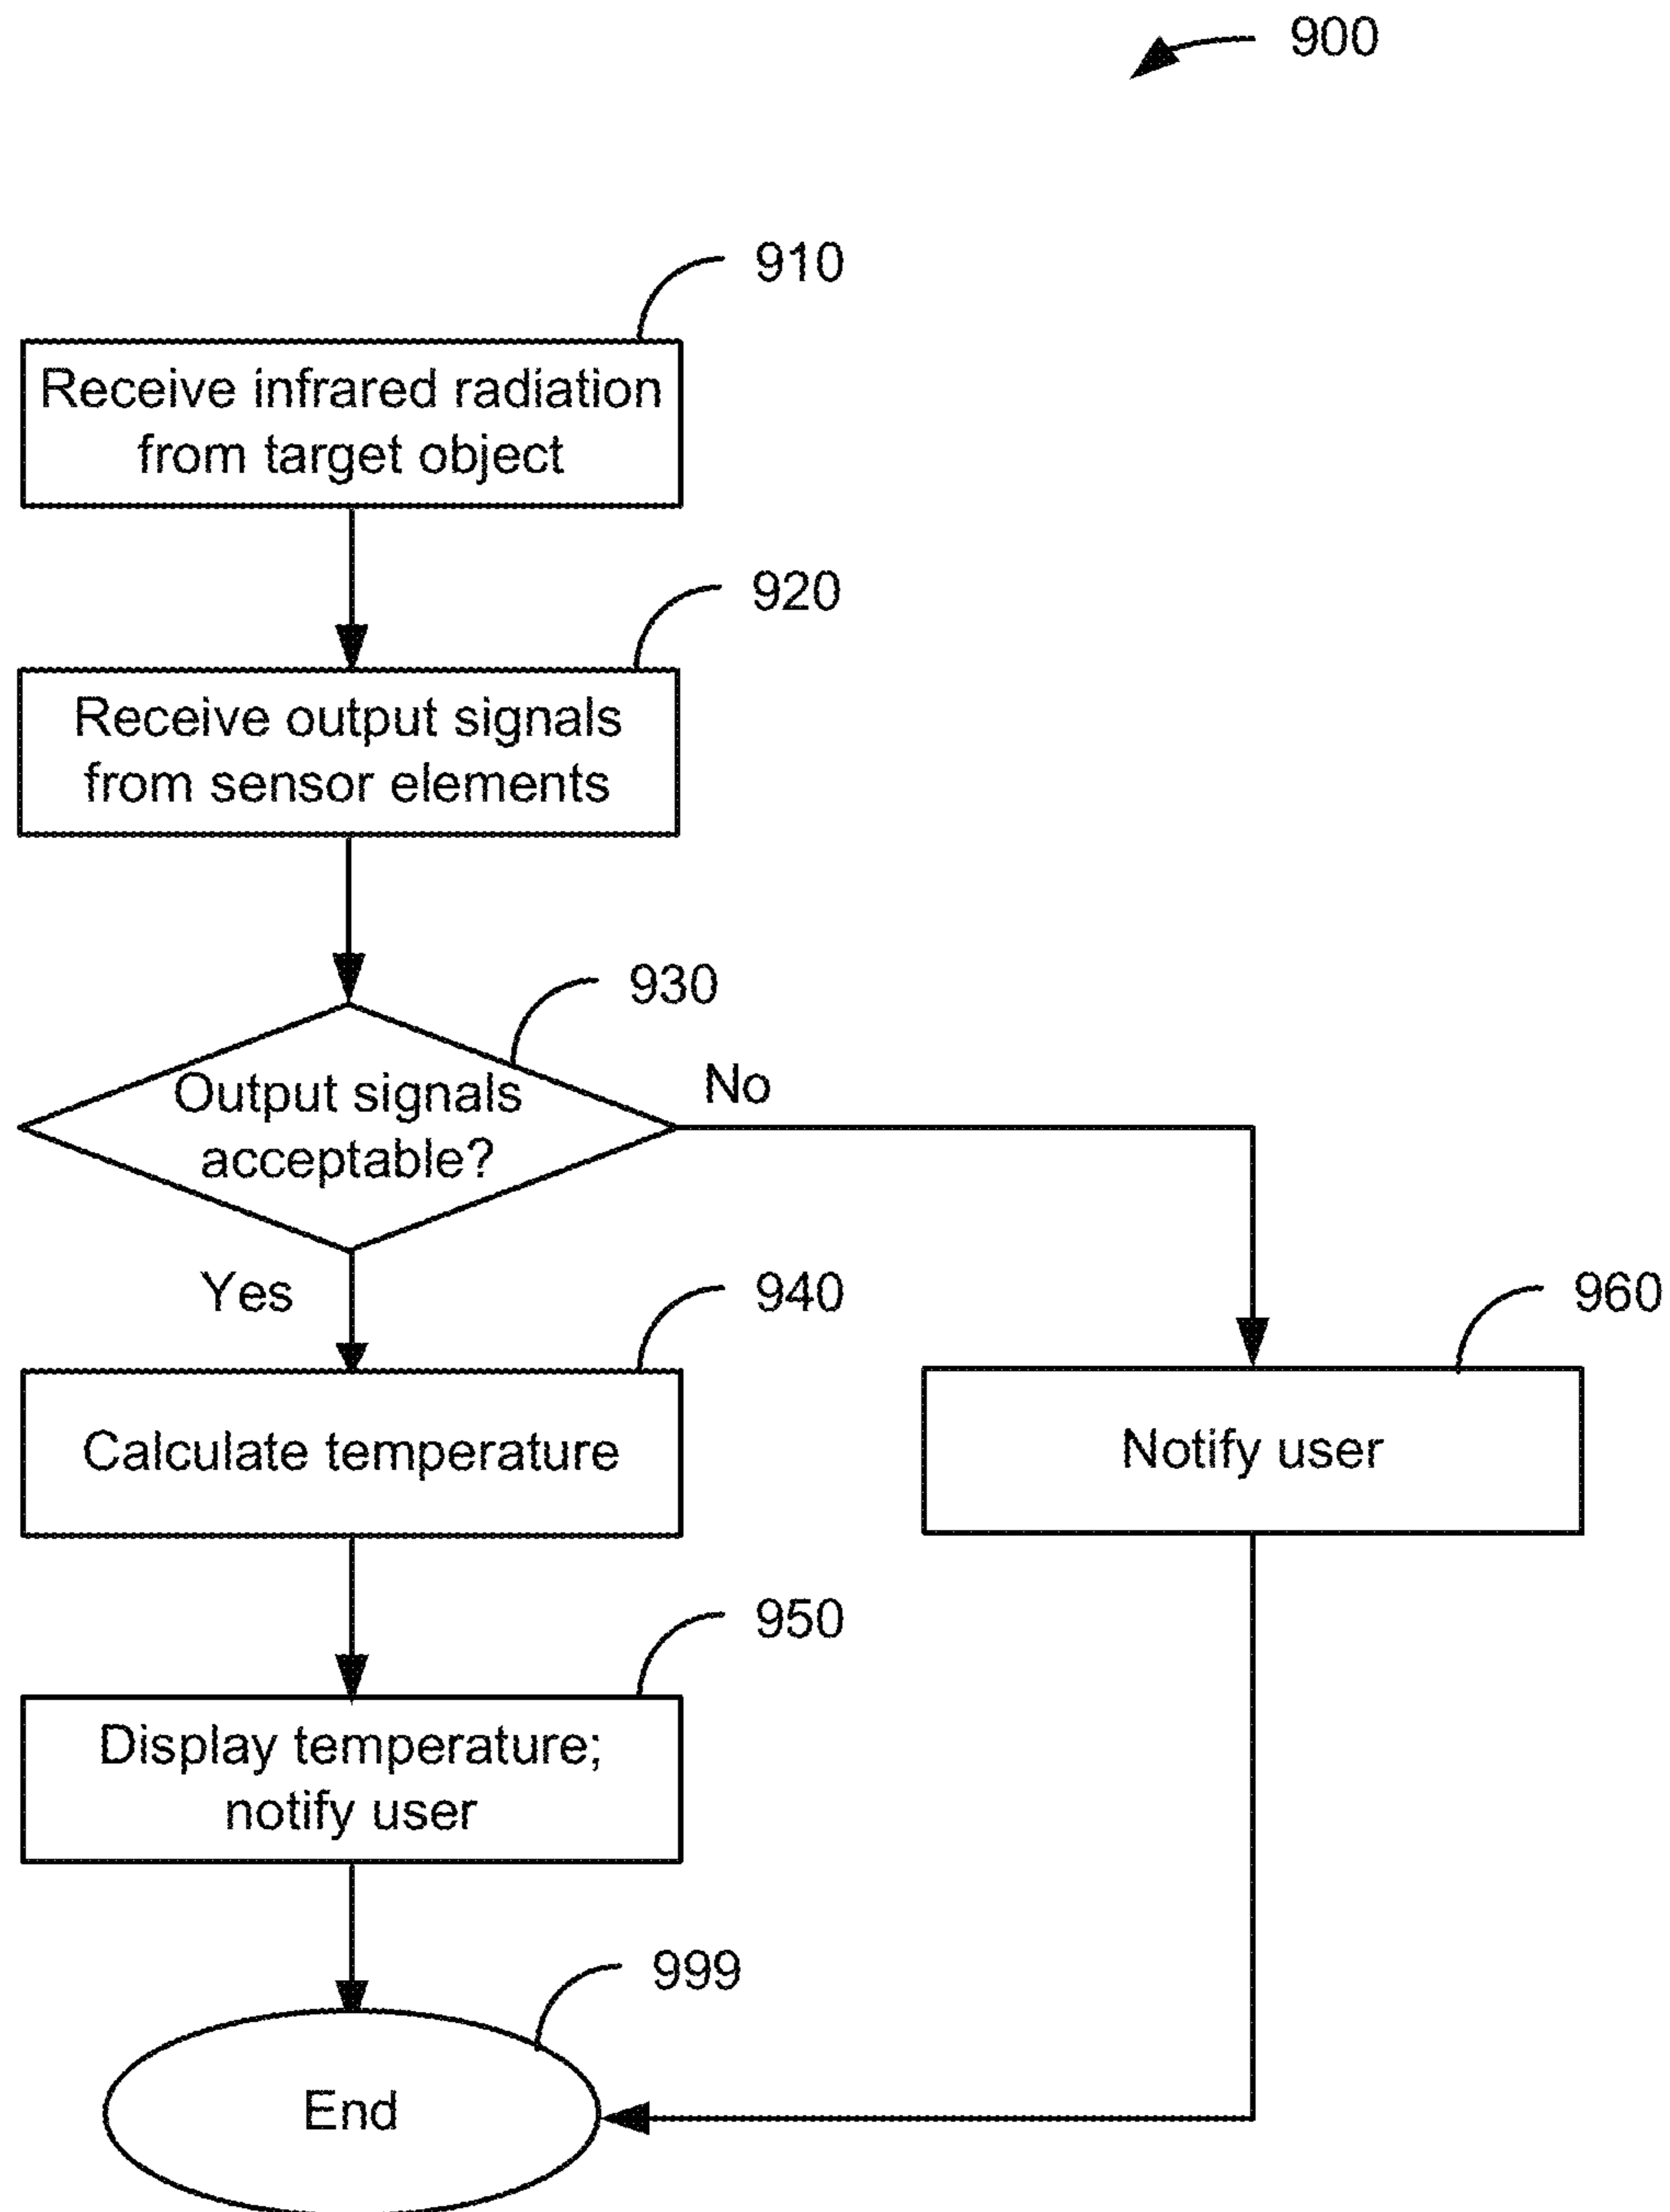 900
910
Receive infrared radiation
from target object
920
Receive output signals
from sensor elements
930
Output signals
acceptable?
No
Yes
940
Calculate temperature
960
Notify user
950
Display temperature;
notify user
999
End